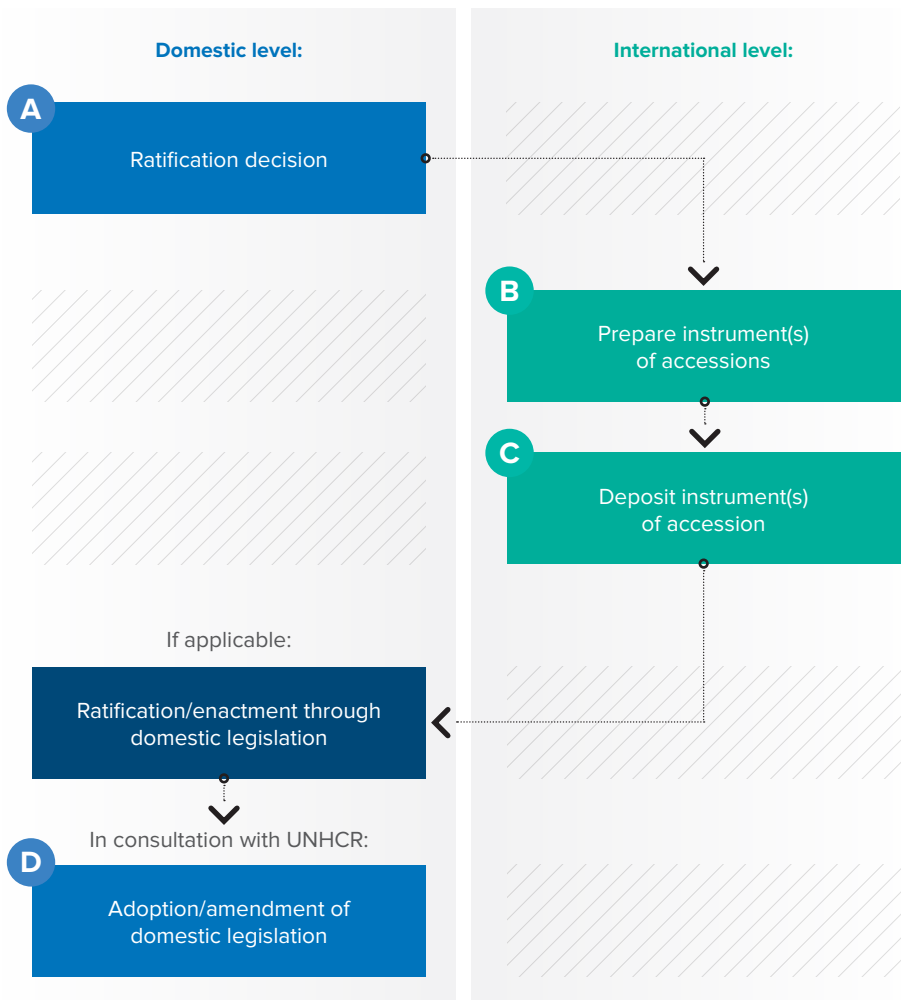 Domestic level:
International level:
A
Ratification decision
B
Prepare instrument(s)
of accessions
C
Deposit instrument(s)
of accession
If applicable:
Ratification/enactment through
domestic legislation
In consultation with UNHCR:
D
Adoption/amendment of
domestic legislation